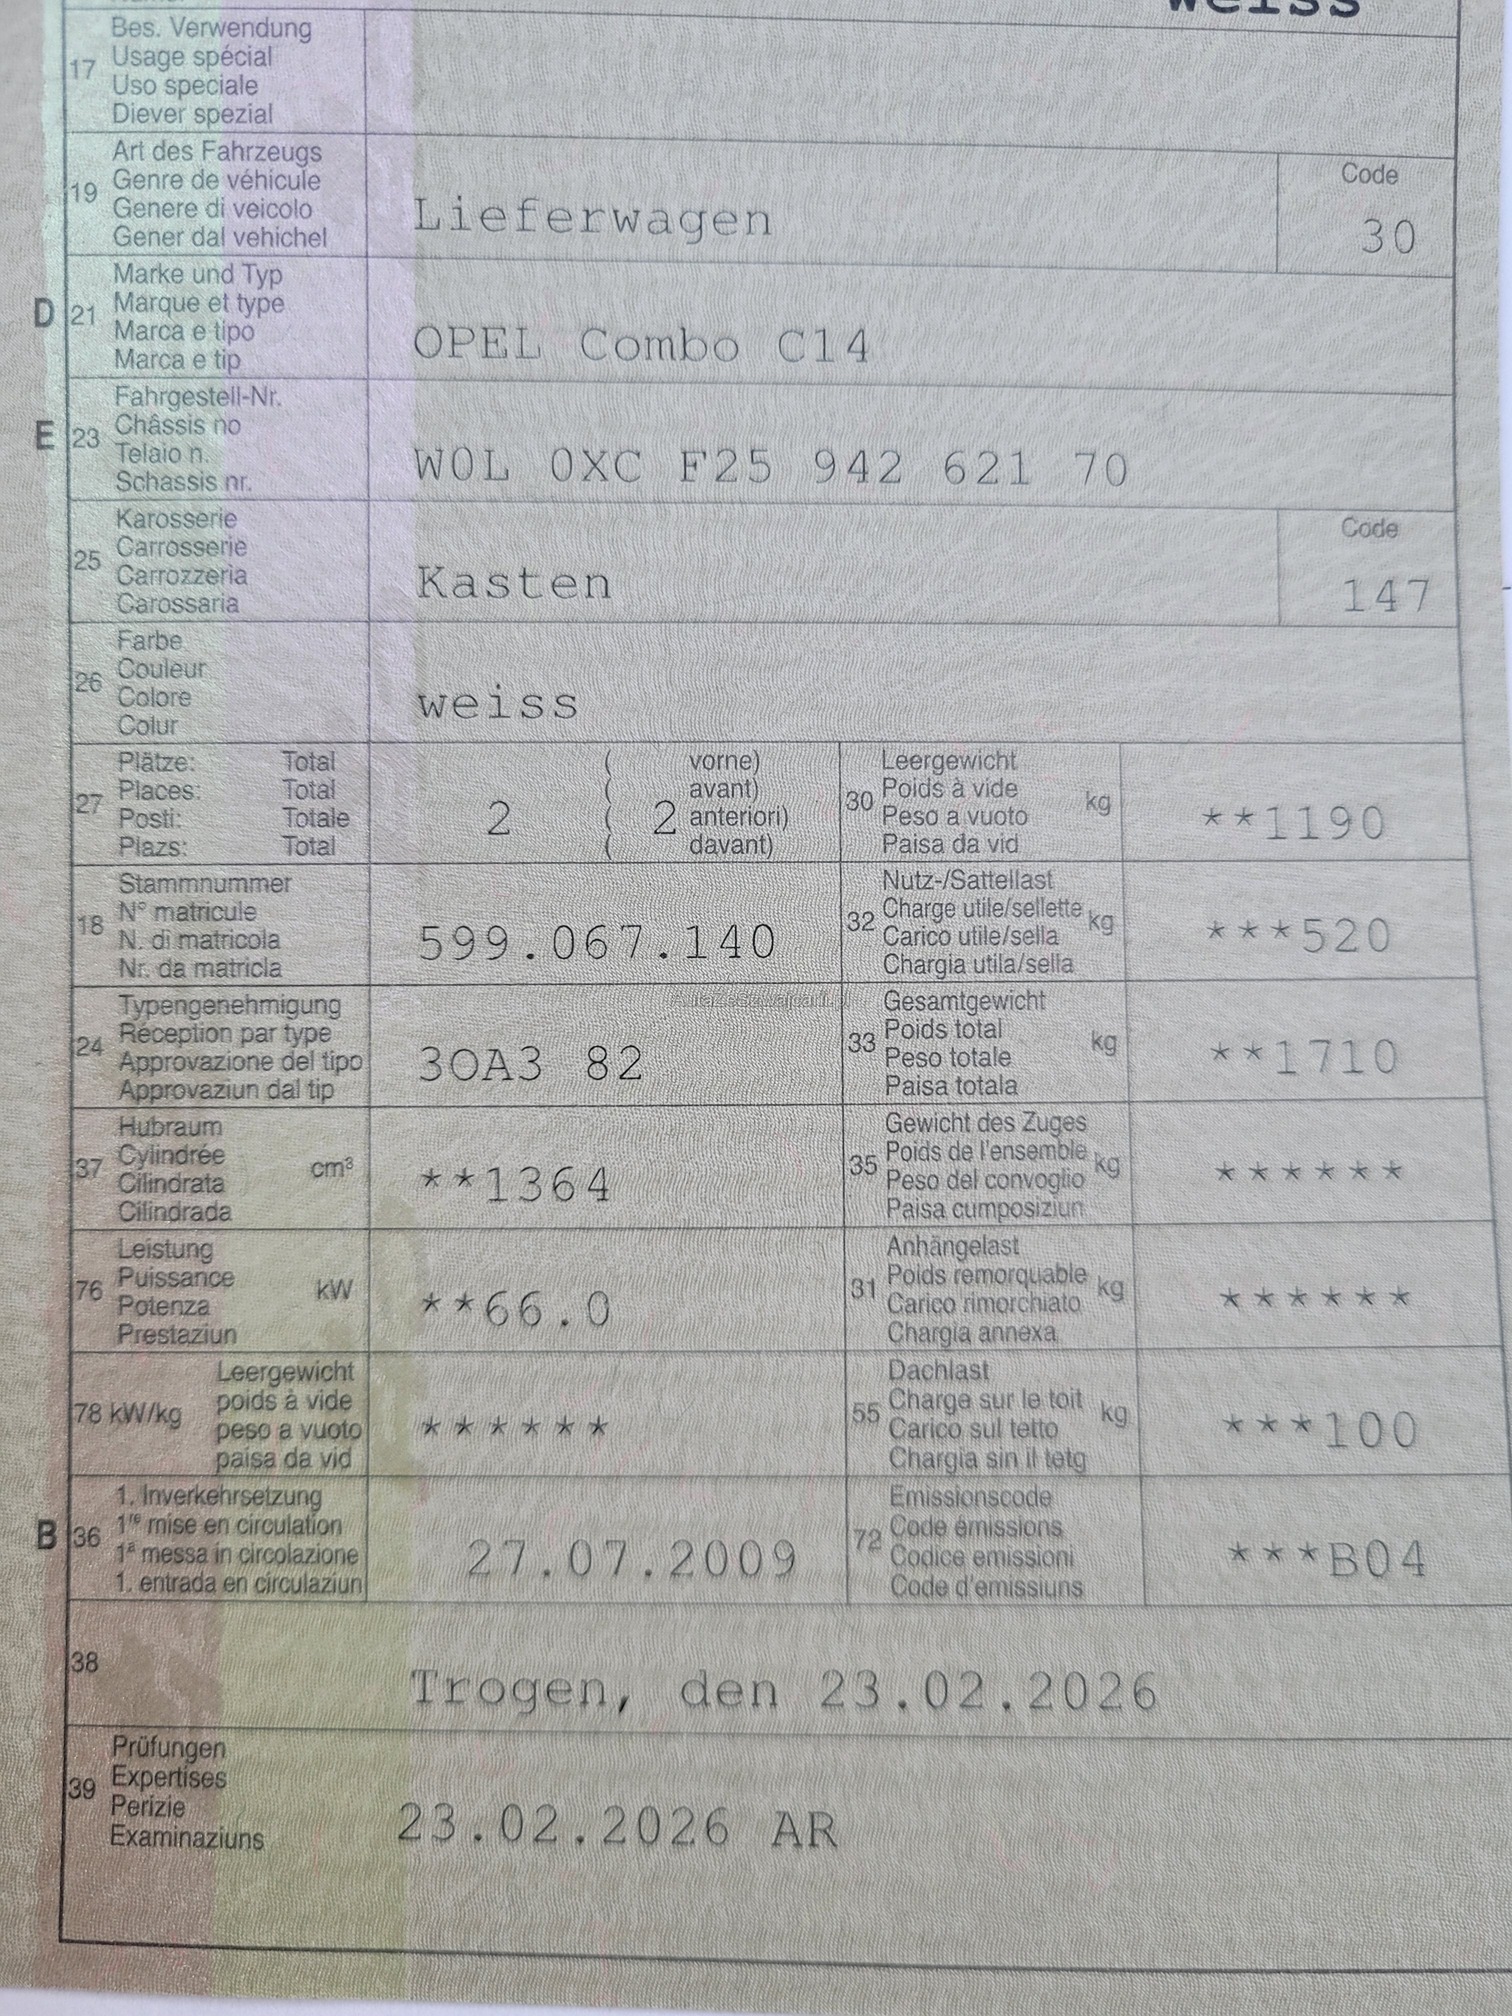 weiss
17 Bes. Verwendung
Usage spécial
Uso speciale
Diever spezial
19 Art des Fahrzeugs
Genre de véhicule
Genere di veicolo
Gener dal vehichel
Lieferwagen
Code
30
D 21 Marke und Typ
Marque et type
Marca e tipo
Marca e tip
OPEL Combo C14
E 23 Fahrgestell-Nr.
Châssis no
Telaio n.
Schassis nr.
W0L 0XC F25 942 621 70
25 Karosserie
Carrosserie
Carrozzeria
Carossaria
Kasten
Code
147
26 Farbe
Couleur
Colore
Colur
weiss
27 Plätze: Total
Places: Total
Posti: Totale
Plazs: Total
2 ( 2 vorne)
( avant)
( anteriori)
( davant)
30 Leergewicht
Poids à vide kg
Peso a vuoto
Paisa da vid
**1190
18 Stammnummer
N° matricule
N. di matricola
Nr. da matricla
599.067.140
32 Nutz-/Sattellast
Charge utile/sellette kg
Carico utile/sella
Chargia utila/sella
***520
24 Typengenehmigung
Réception par type
Approvazione del tipo
Approvaziun dal tip
3OA3 82
33 Gesamtgewicht
Poids total kg
Peso totale
Paisa totala
**1710
37 Hubraum
Cylindrée cm³
Cilindrata
Cilindrada
**1364
35 Gewicht des Zuges
Poids de l'ensemble kg
Peso del convoglio
Paisa cumposiziun
******
76 Leistung
Puissance kW
Potenza
Prestaziun
**66.0
31 Anhängelast
Poids remorquable kg
Carico rimorchiato
Chargia annexa
******
78 kW/kg Leergewicht
poids à vide
peso a vuoto
paisa da vid
******
55 Dachlast
Charge sur le toit kg
Carico sul tetto
Chargia sin il tetg
***100
B 36 1. Inverkehrsetzung
1re mise en circulation
1a messa in circolazione
1. entrada en circulaziun
27.07.2009
72 Emissionscode
Code émissions
Codice emissioni
Code d'emissiuns
***B04
38 Trogen, den 23.02.2026
39 Prüfungen
Expertises
Perizie
Examinaziuns
23.02.2026 AR